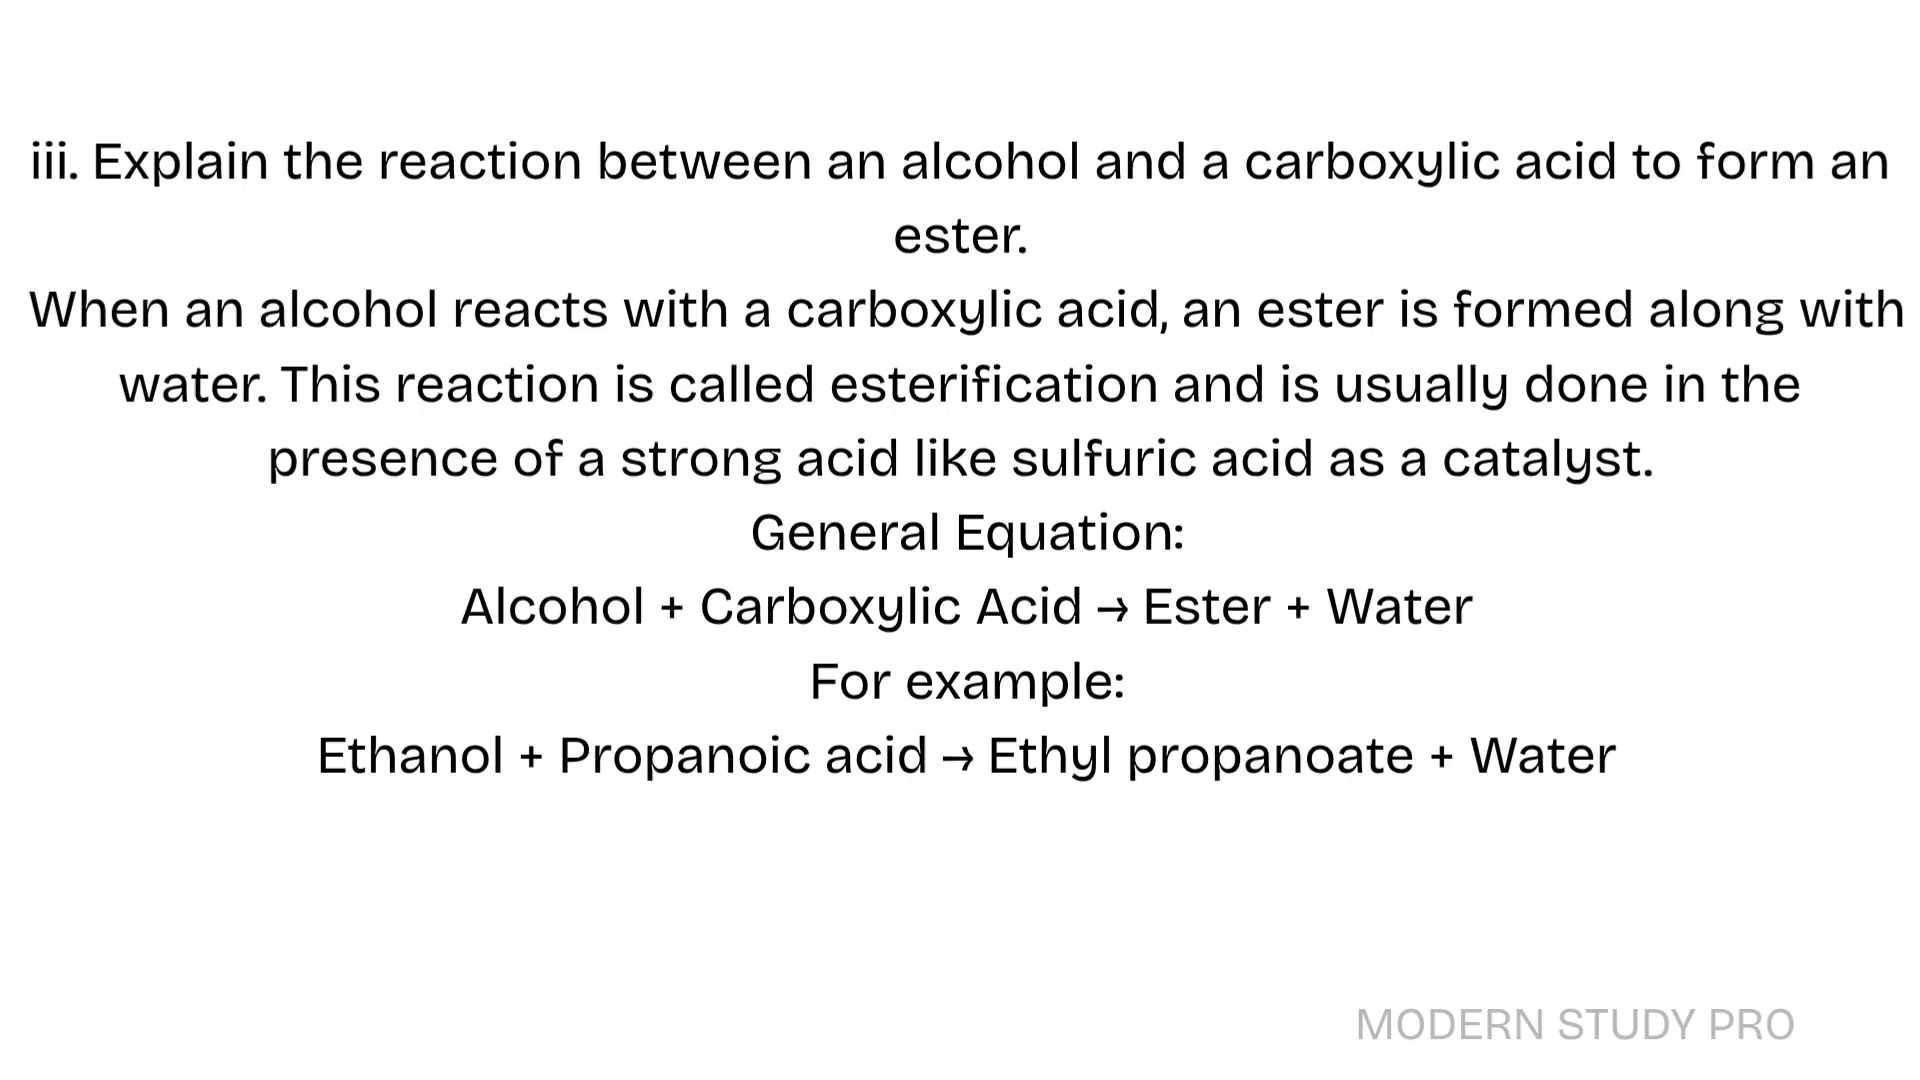 iii. Explain the reaction between an alcohol and a carboxylic acid to form an
ester.
When an alcohol reacts with a carboxylic acid, an ester is formed along with
water. This reaction is called esterification and is usually done in the
presence of a strong acid like sulfuric acid as a catalyst.
General Equation:
Alcohol + Carboxylic Acid → Ester + Water
For example:
Ethanol + Propanoic acid → Ethyl propanoate + Water
MODERN STUDY PRO